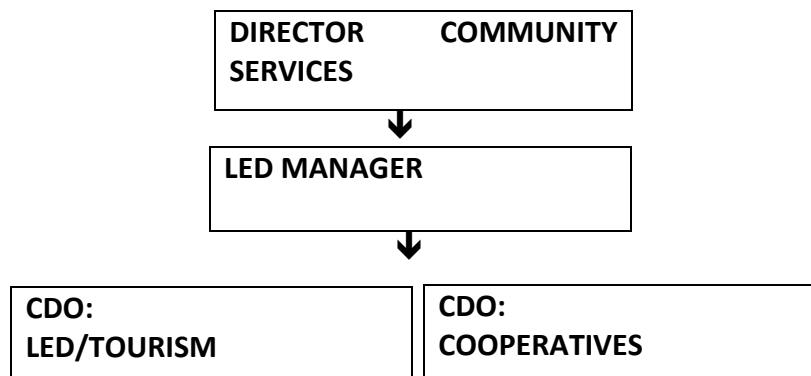 DIRECTOR COMMUNITY
SERVICES
LED MANAGER
CDO:
LED/TOURISM
CDO:
COOPERATIVES